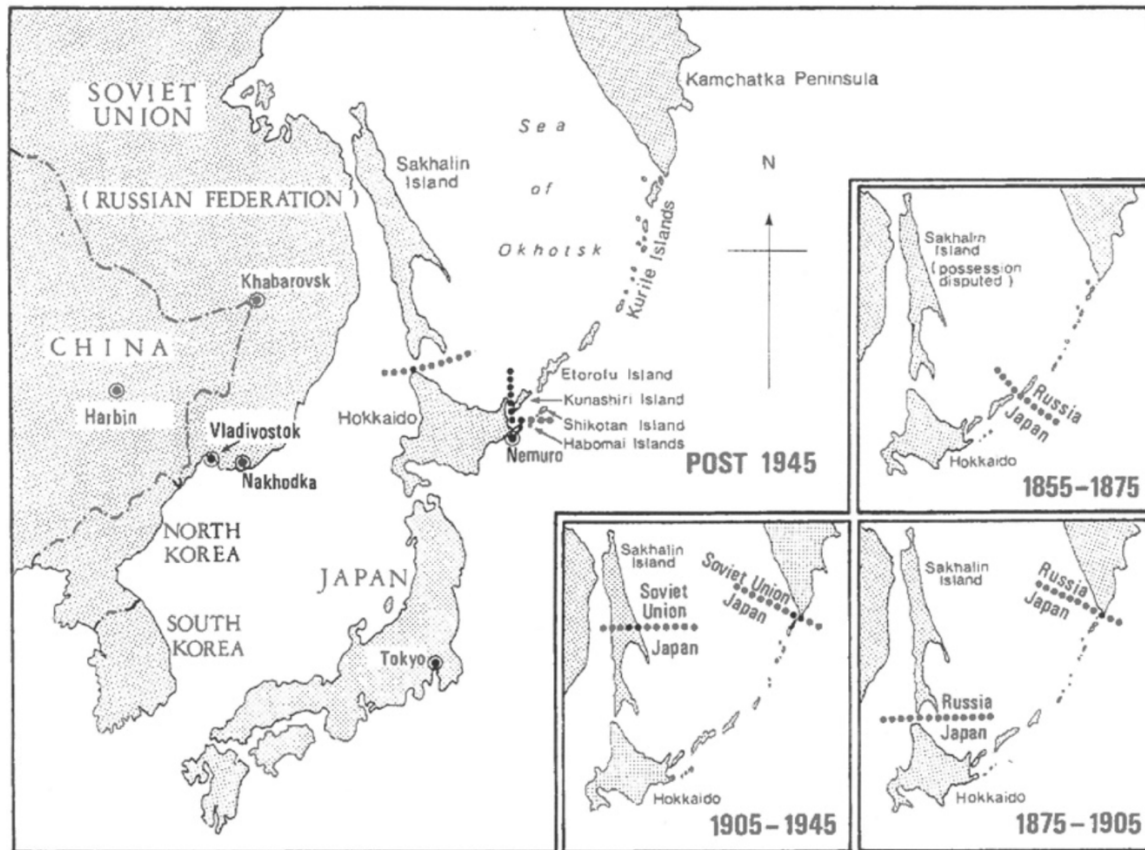 SOVIET
UNION
( RUSSIAN FEDERATION )
Sakhalin
Island
Sea
of
Okhotsk
Kamchatka Peninsula
N
Kurile Islands
Khabarovsk
CHINA
Harbin
Vladivostok
Nakhodka
NORTH
KOREA
SOUTH
KOREA
JAPAN
Tokyo
Hokkaido
Etorofu Island
Kunashiri Island
Shikotan Island
Habomai Islands
Nemuro
POST 1945
Sakhalin
Island
( possession
disputed )
Russia
Japan
Hokkaido
1855–1875
Sakhalin
Island
Soviet
Union
Japan
Soviet Union
Japan
Hokkaido
1905–1945
Sakhalin
Island
Russia
Japan
Russia
Japan
Hokkaido
1875–1905